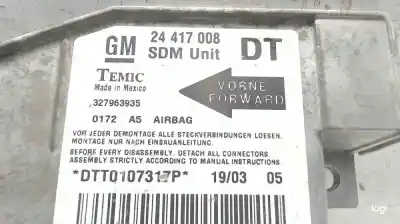 GM 24 417 008 DT
SDM Unit
TEMIC
Made in Mexico
VORNE
FORWARD
327963935
0172 A5 AIRBAG
VOR JEDER DEMONTAGE ALLE STECKVERBINDUNGEN LOESEN.
MONTAGE NUR NACH EINBAUANLEITUNG.
BEFORE EVERY DISASSEMBLY, DETACH ALL CONNECTORS.
ASSEMBLY STRICTLY ACCORDING TO MANUAL INSTRUCTIONS
*DTTQ107317P* 19/03 05